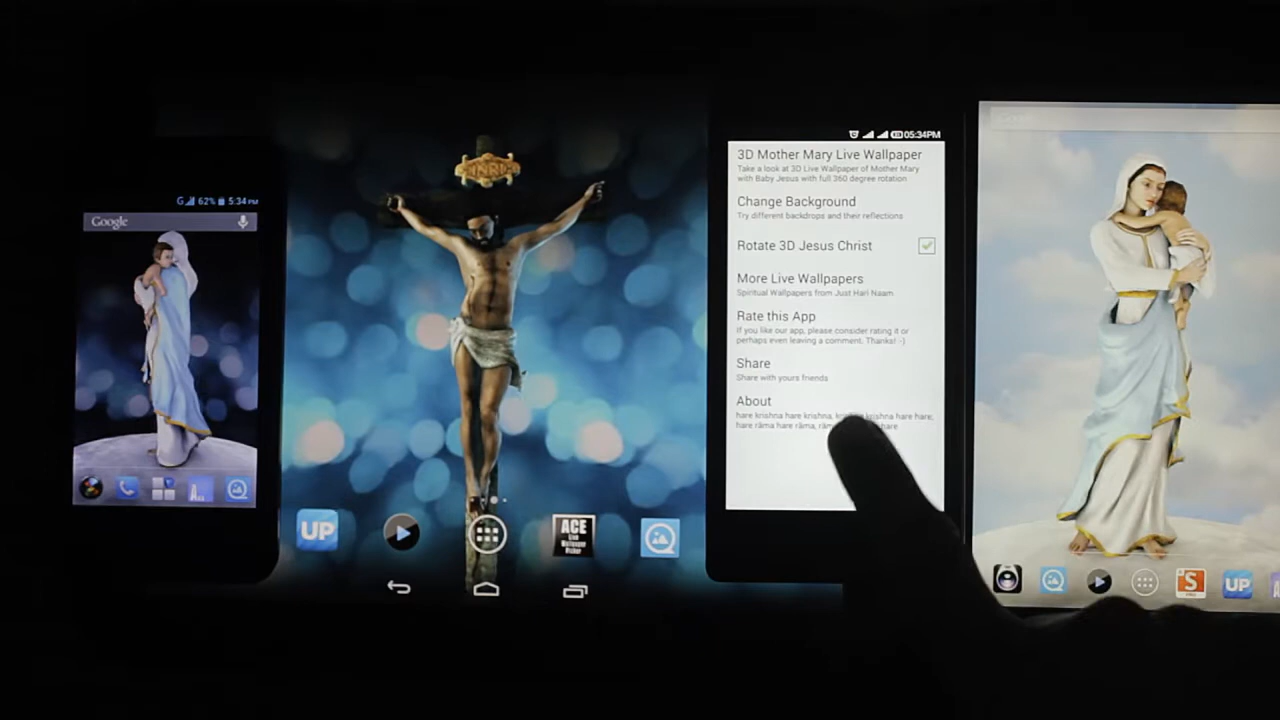 G 62% 5:34 PM
Google
UP
ACE
Live
Wallpaper
Picker
05:34PM
3D Mother Mary Live Wallpaper
Take a look at 3D Live Wallpaper of Mother Mary
with Baby Jesus with full 360 degree rotation
Change Background
Try different backdrops and their reflections
Rotate 3D Jesus Christ
More Live Wallpapers
Spiritual Wallpapers from Just Hari Naam
Rate this App
If you like our app, please consider rating it or
perhaps even leaving a comment. Thanks! :-)
Share
Share with yours friends
About
hare krishna hare krishna, krishna hare hare,
hare rāma hare rāma, hare
Google
S
UP